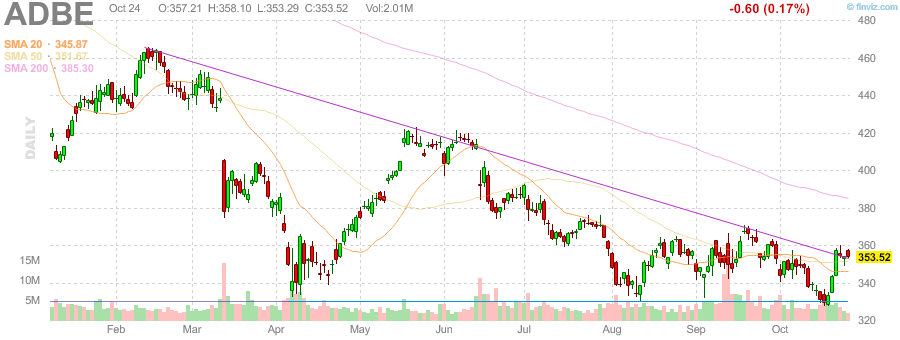 ADBE Oct 24 O:357.21 H:358.10 L:353.29 C:353.52 Vol:2.01M -0.60 (0.17%) © finviz.com
SMA 20 · 345.87
SMA 50 · 351.67
SMA 200 · 385.30
DAILY
480
460
440
420
400
380
360
353.52
340
320
15M
10M
5M
Feb Mar Apr May Jun Jul Aug Sep Oct